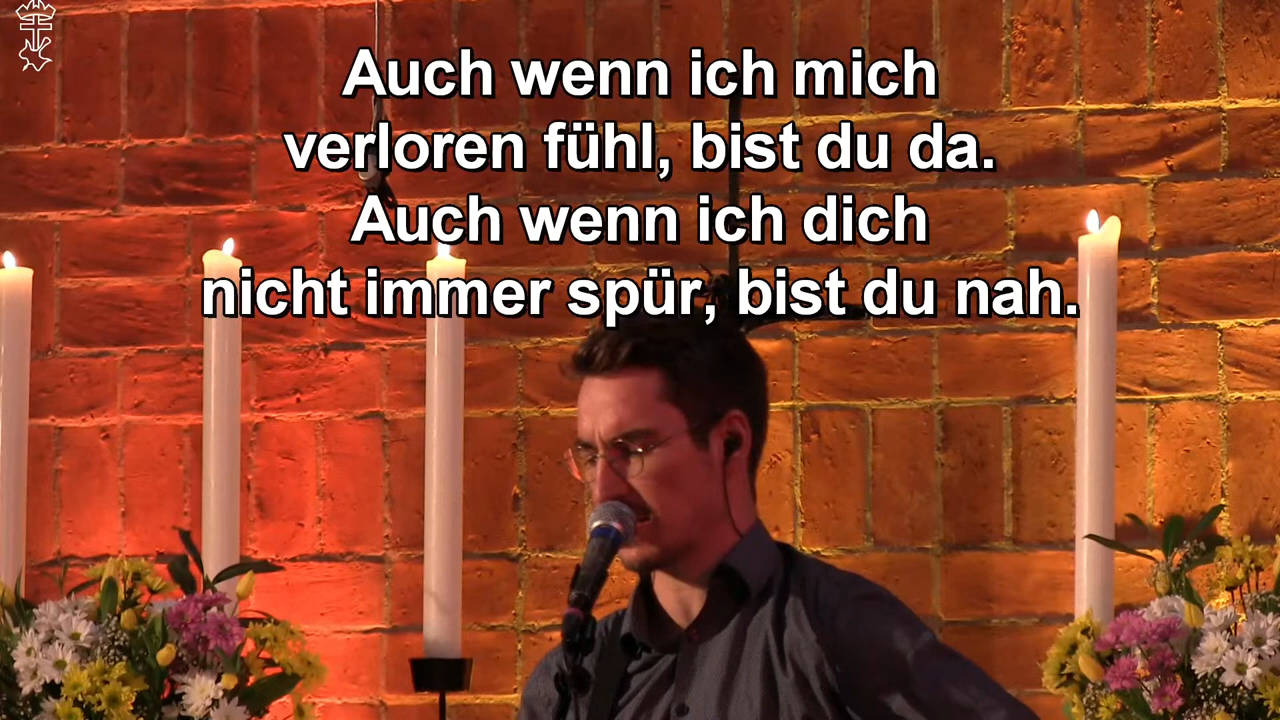 Auch wenn ich mich
verloren fühl, bist du da.
Auch wenn ich dich
nicht immer spür, bist du nah.